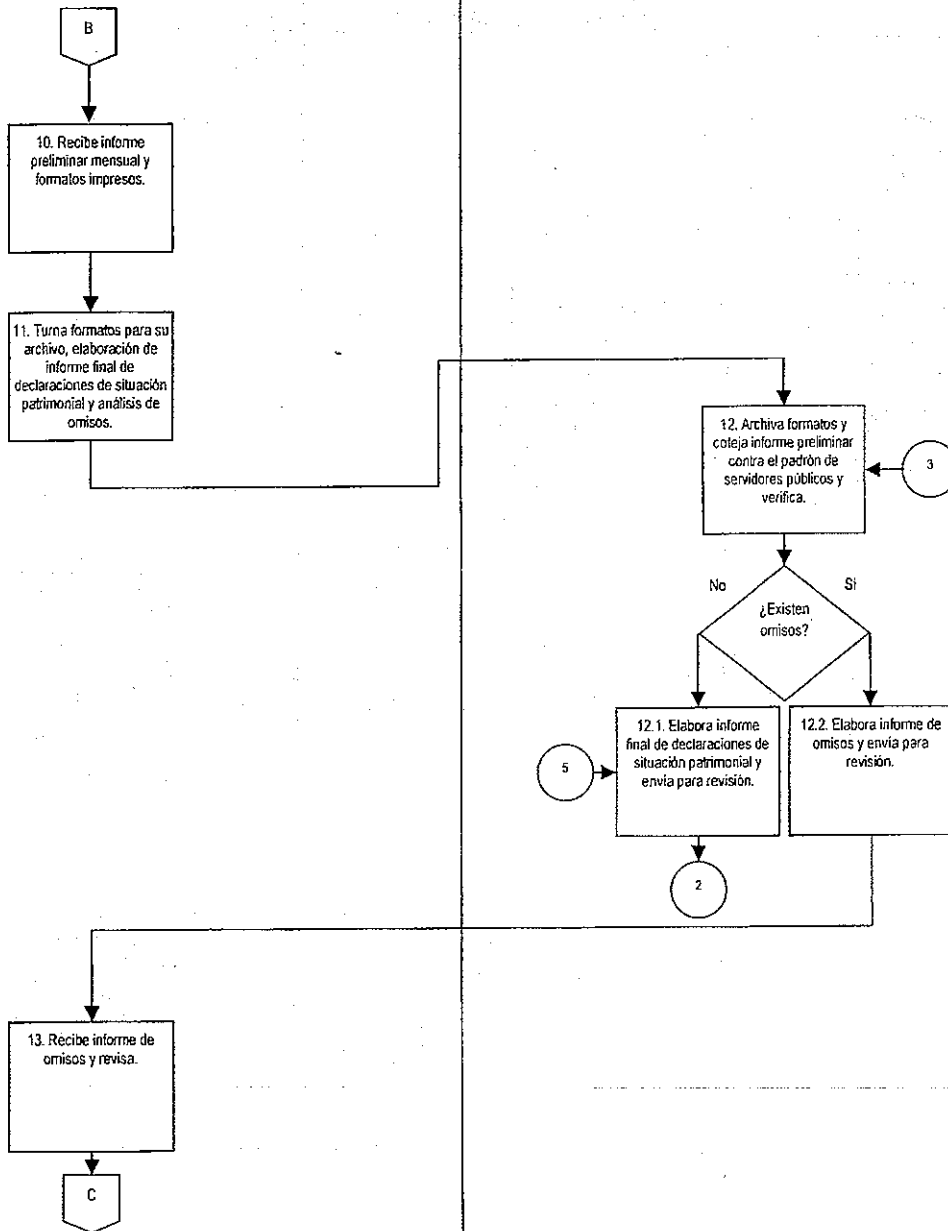 B
10. Recibe informe
preliminar mensual y
formatos impresos.
11. Turna formatos para su
archivo, elaboración de
informe final de
declaraciones de situación
patrimonial y análisis de
omisos.
12. Archiva formatos y
coteja informe preliminar
contra el padrón de
servidores públicos y
verifica.
3
No
Si
¿Existen
omisos?
12.1. Elabora informe
final de declaraciones de
situación patrimonial y
envía para revisión.
12.2. Elabora informe de
omisos y envía para
revisión.
5
2
13. Recibe informe de
omisos y revisa.
C